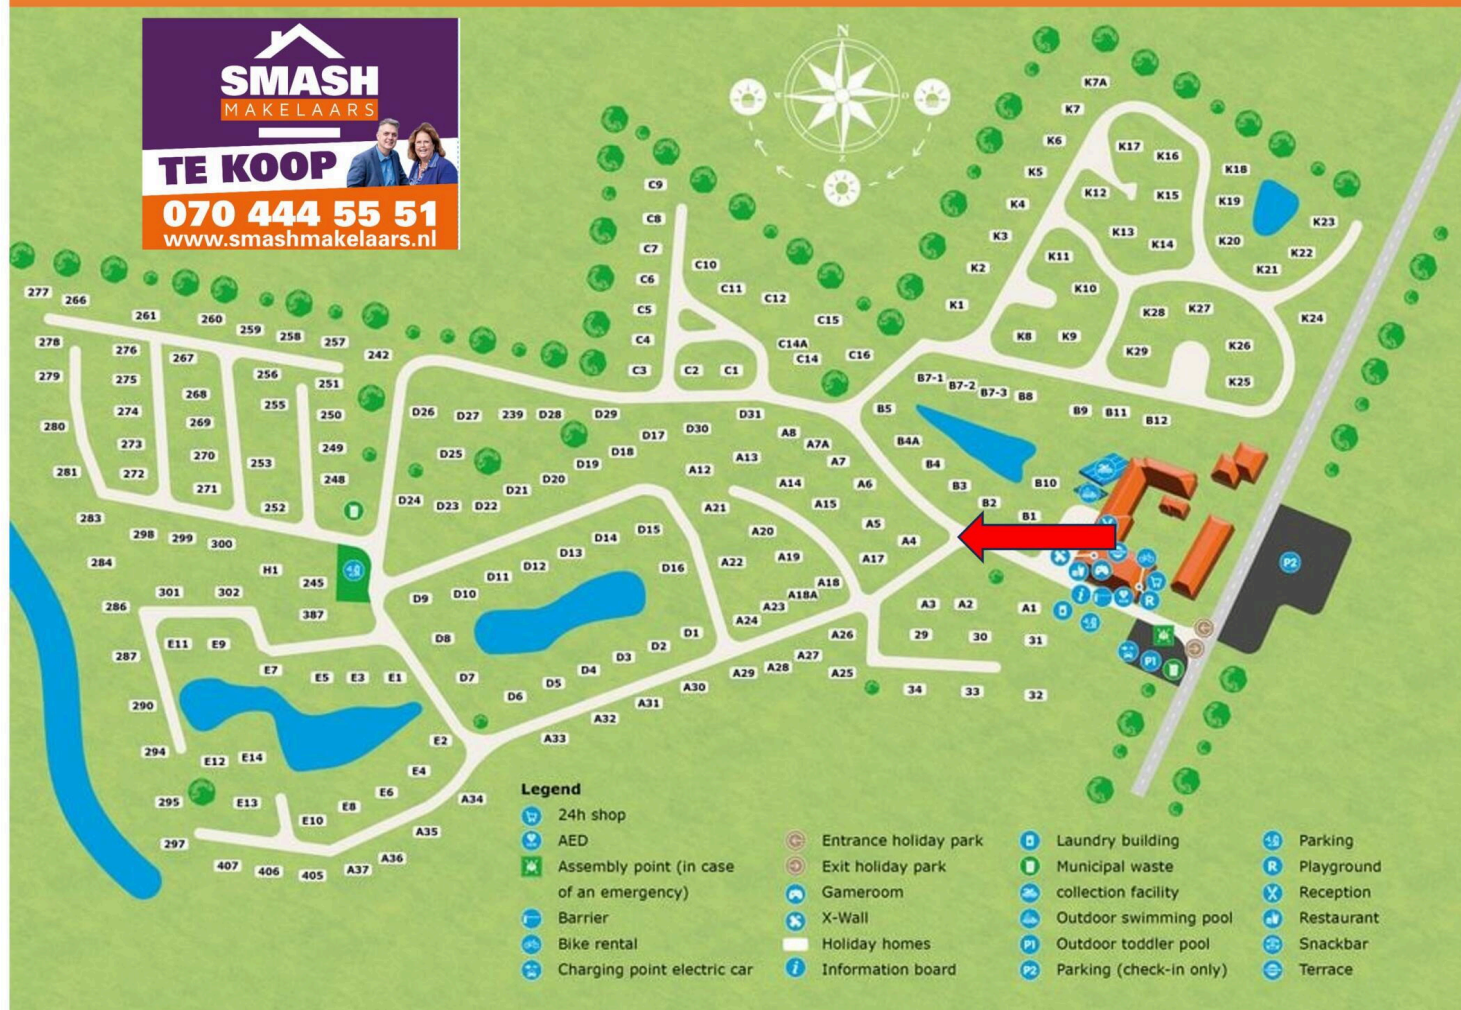 SMASH
MAKELAARS
TE KOOP
070 444 55 51
www.smashmakelaars.nl
N
W
O
Z
K7A
K7
K6
K17
K16
K5
K18
C9
K4
K12
K15
K19
C8
K3
K13
K14
K20
K23
C7
K2
K11
K22
C10
K21
C6
C11
K10
277
266
C12
K1
C5
K28
K27
K24
261
260
C15
259
258
257
C4
K8
K9
K26
278
276
267
242
C14A
C14
C16
K29
279
275
256
251
C3
C2
C1
B7-1
B7-2
B7-3
B8
K25
268
255
250
274
D26
D27
239
D28
D29
D31
B5
B9
B11
B12
280
269
273
249
D17
D30
A8
A7A
B4A
270
253
D25
D18
A13
A7
B4
281
272
248
D19
A12
271
D20
A14
A6
B3
B10
252
D24
D23
D22
D21
A21
A15
B2
B1
283
298
299
300
D15
A20
A5
D14
A4
284
H1
D13
A19
A17
D12
D16
A22
245
D11
A18
301
302
D10
A18A
286
387
D9
A23
A3
A2
A1
A24
E11
E9
D8
D1
A26
29
30
31
287
D2
D3
A27
E7
D4
A28
E5
E3
E1
D7
D5
A29
A25
290
D6
A30
34
33
32
A31
A32
294
E2
A33
E12
E14
E4
295
E13
E6
A34
E8
E10
A35
297
407
406
405
A37
A36
P2
P1
R
i
Legend
24h shop
AED
Assembly point (in case
of an emergency)
Barrier
Bike rental
Charging point electric car
Entrance holiday park
Exit holiday park
Gameroom
X-Wall
Holiday homes
Information board
Laundry building
Municipal waste
collection facility
Outdoor swimming pool
P1 Outdoor toddler pool
P2 Parking (check-in only)
Parking
R Playground
Reception
Restaurant
Snackbar
Terrace